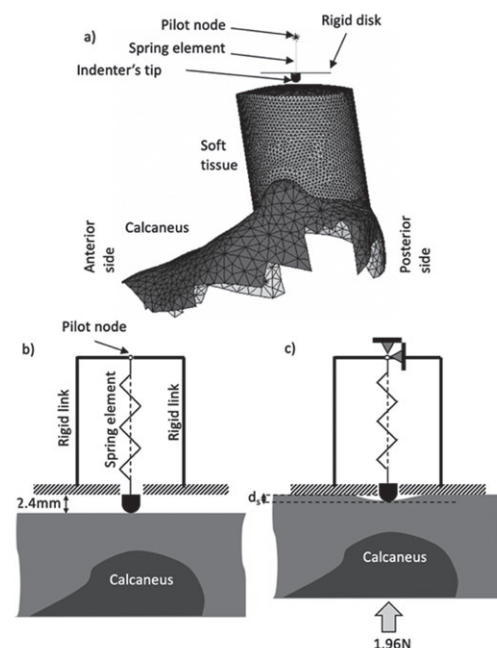 a)
Pilot node
Spring element
Indenter's tip
Rigid disk
Soft
tissue
Calcaneus
Anterior
side
Posterior
side
Pilot node
b)
Rigid link
Spring element
Rigid link
2.4mm
Calcaneus
c)
ds
Calcaneus
1.96N